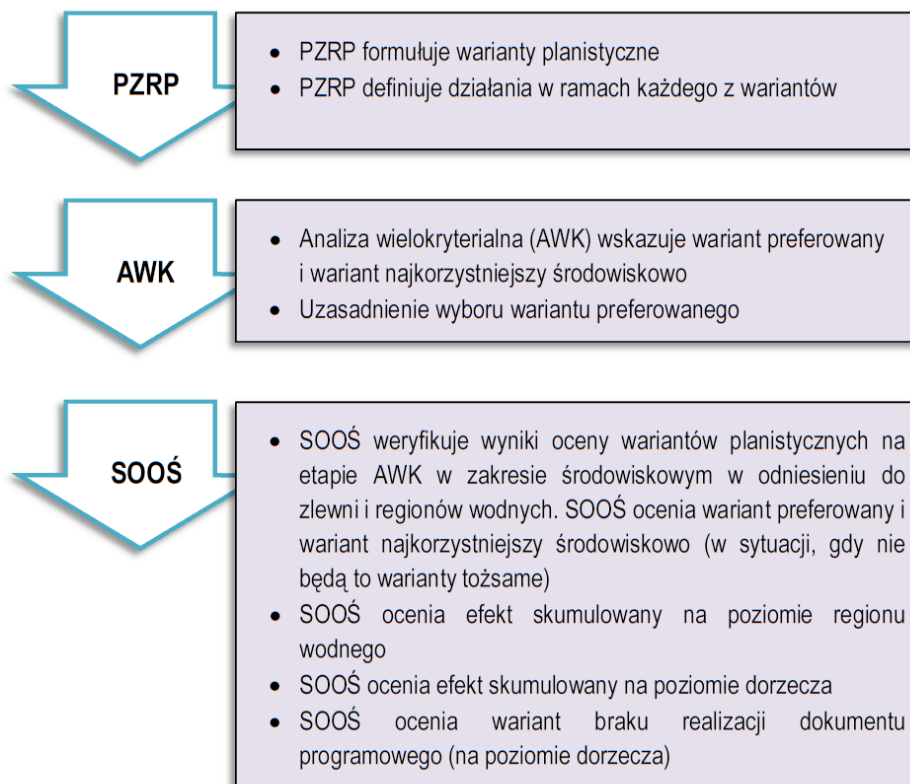 PZRP
• PZRP formułuje warianty planistyczne
• PZRP definiuje działania w ramach każdego z wariantów
AWK
• Analiza wielokryterialna (AWK) wskazuje wariant preferowany
i wariant najkorzystniejszy środowiskowo
• Uzasadnienie wyboru wariantu preferowanego
SOOŚ
• SOOŚ weryfikuje wyniki oceny wariantów planistycznych na
etapie AWK w zakresie środowiskowym w odniesieniu do
zlewni i regionów wodnych. SOOŚ ocenia wariant preferowany i
wariant najkorzystniejszy środowiskowo (w sytuacji, gdy nie
będą to warianty tożsame)
• SOOŚ ocenia efekt skumulowany na poziomie regionu
wodnego
• SOOŚ ocenia efekt skumulowany na poziomie dorzecza
• SOOŚ ocenia wariant braku realizacji dokumentu
programowego (na poziomie dorzecza)